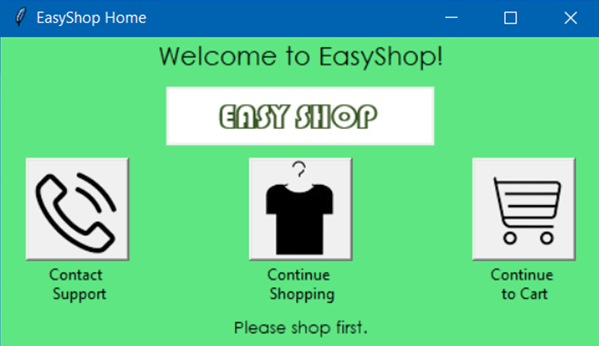 EasyShop Home
Welcome to EasyShop!
EASY SHOP
Contact
Support
Continue
Shopping
Continue
to Cart
Please shop first.